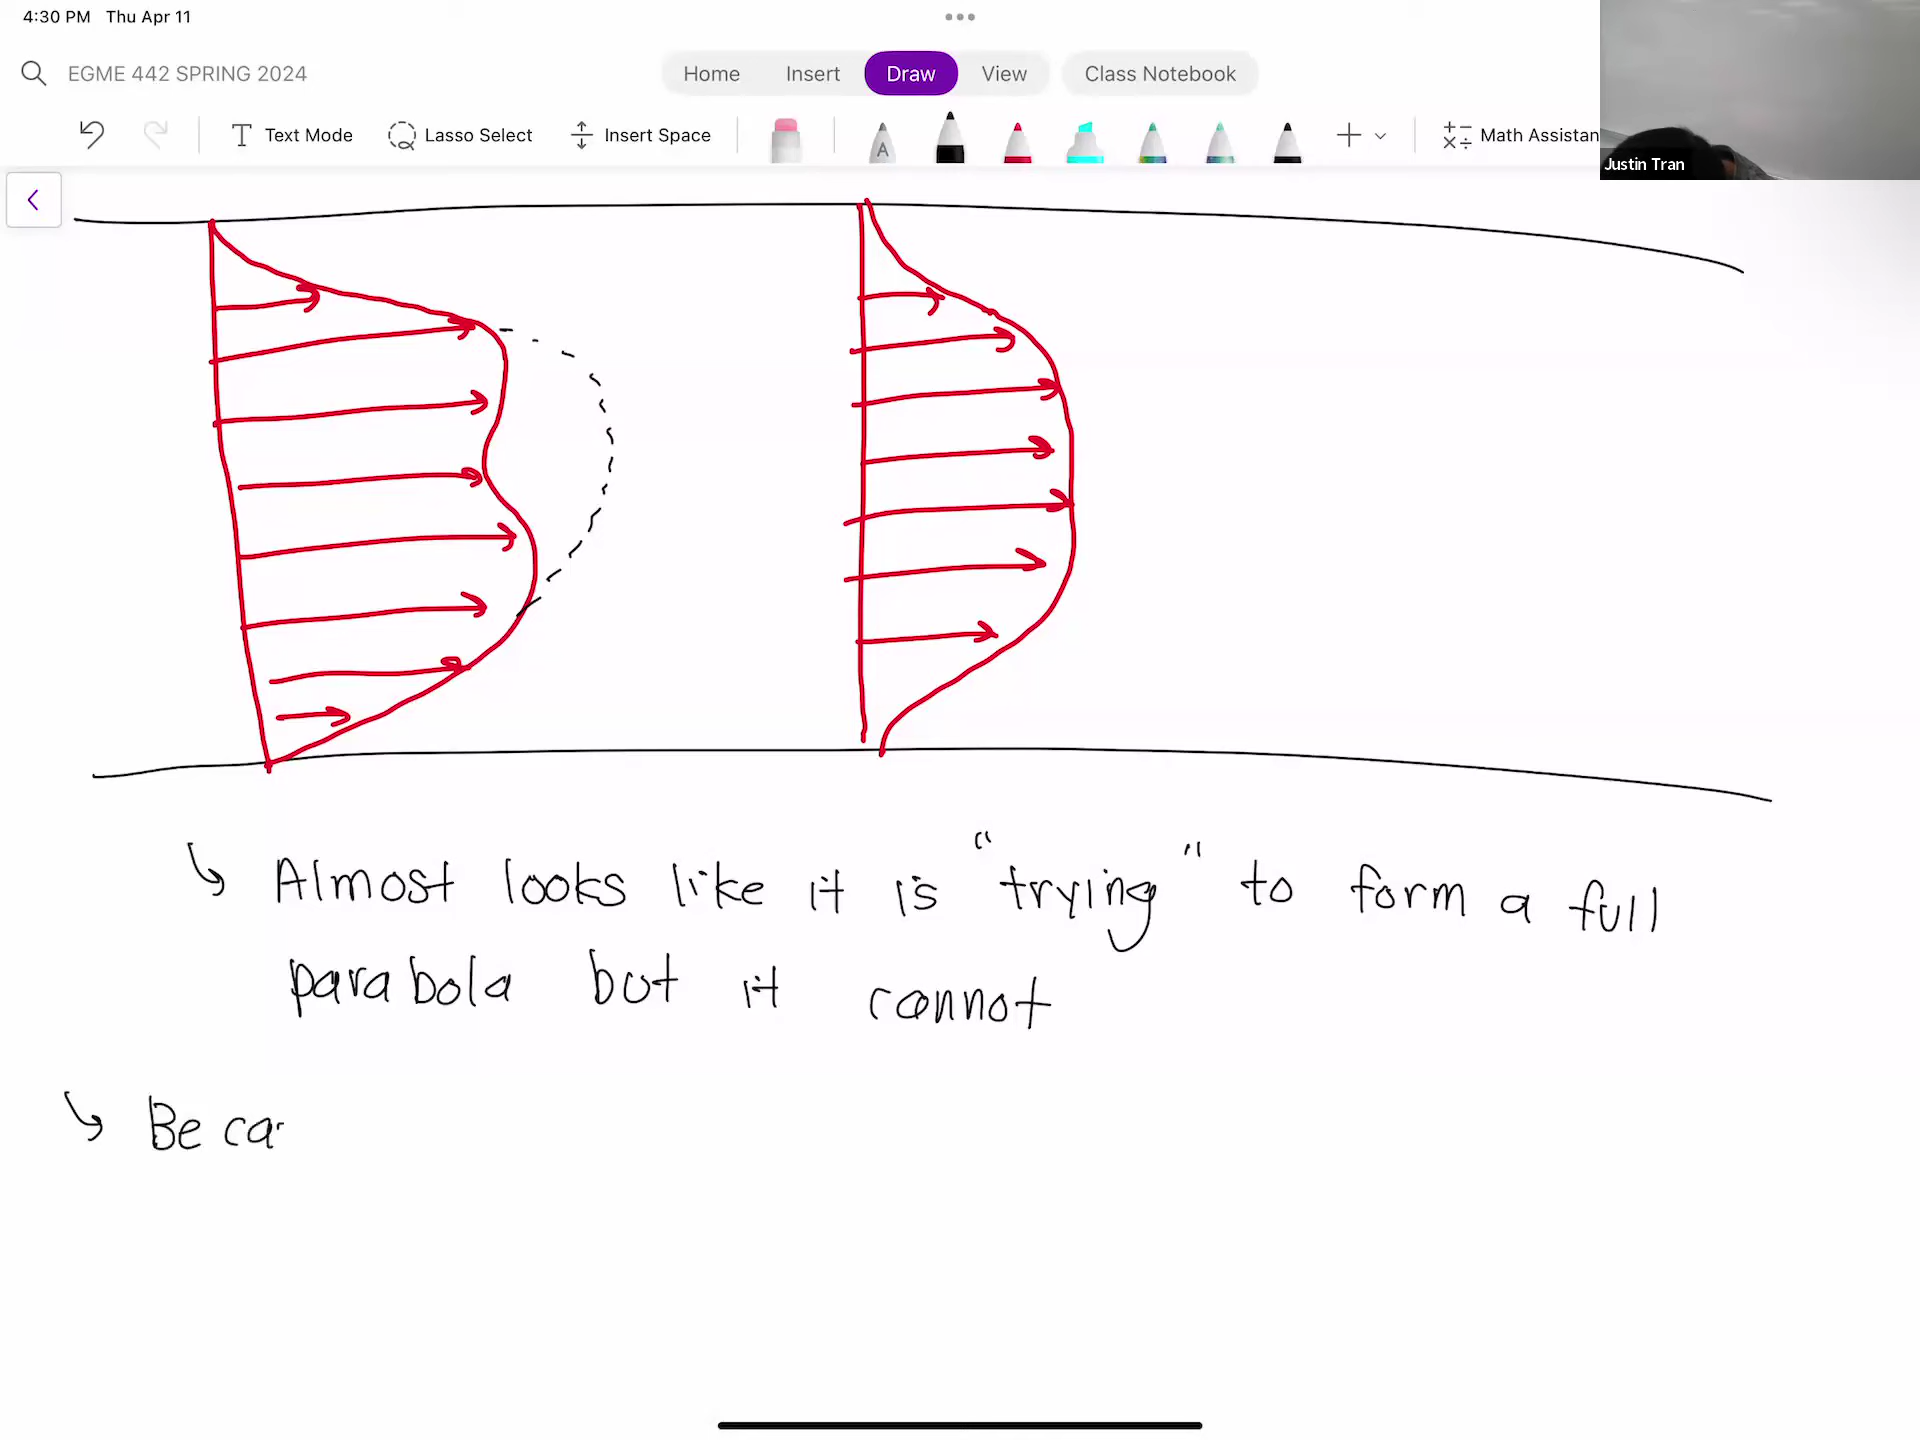 4:30 PM Thu Apr 11
EGME 442 SPRING 2024
Home Insert Draw View Class Notebook
Text Mode Lasso Select Insert Space A Math Assistan
Justin Tran
Almost looks like it is "trying" to form a full
parabola but it cannot
Beca